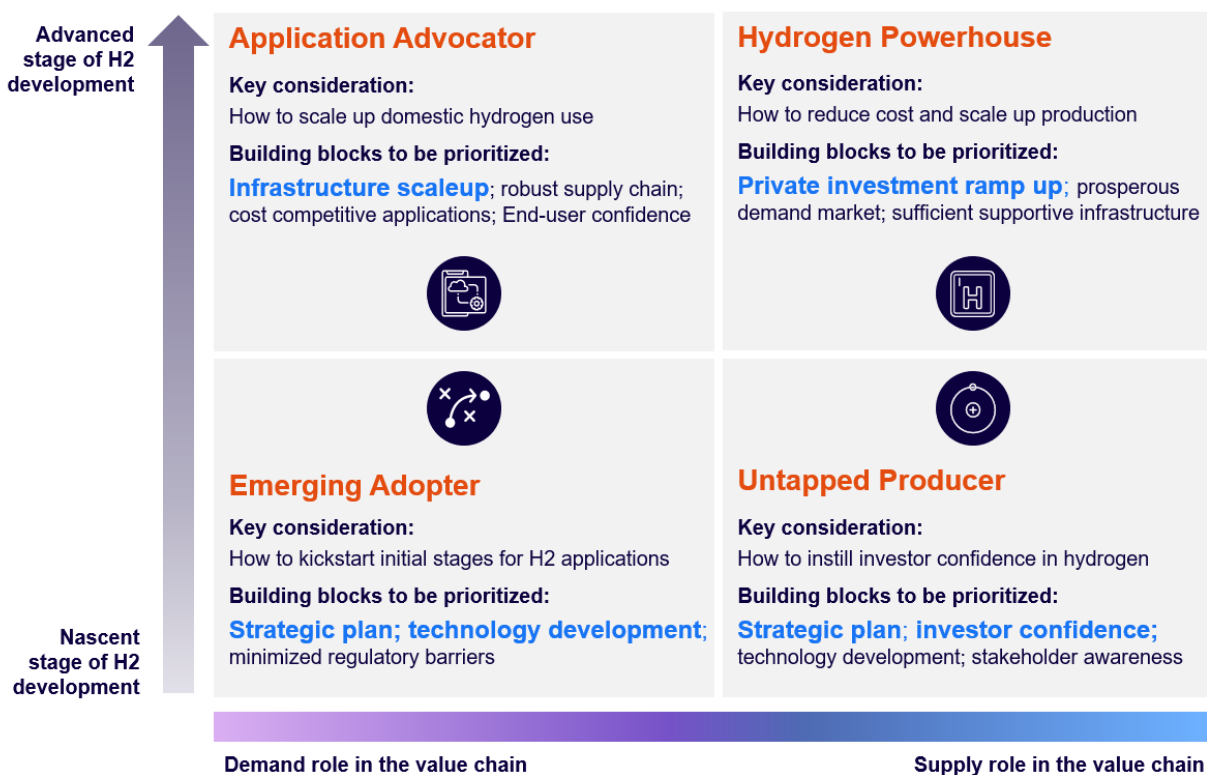 Advanced
stage of H2
development
Application Advocator
Key consideration:
How to scale up domestic hydrogen use
Building blocks to be prioritized:
Infrastructure scaleup; robust supply chain;
cost competitive applications; End-user confidence
Hydrogen Powerhouse
Key consideration:
How to reduce cost and scale up production
Building blocks to be prioritized:
Private investment ramp up; prosperous
demand market; sufficient supportive infrastructure
H
Emerging Adopter
Key consideration:
How to kickstart initial stages for H2 applications
Building blocks to be prioritized:
Strategic plan; technology development;
minimized regulatory barriers
Untapped Producer
Key consideration:
How to instill investor confidence in hydrogen
Building blocks to be prioritized:
Strategic plan; investor confidence;
technology development; stakeholder awareness
Nascent
stage of H2
development
Demand role in the value chain
Supply role in the value chain